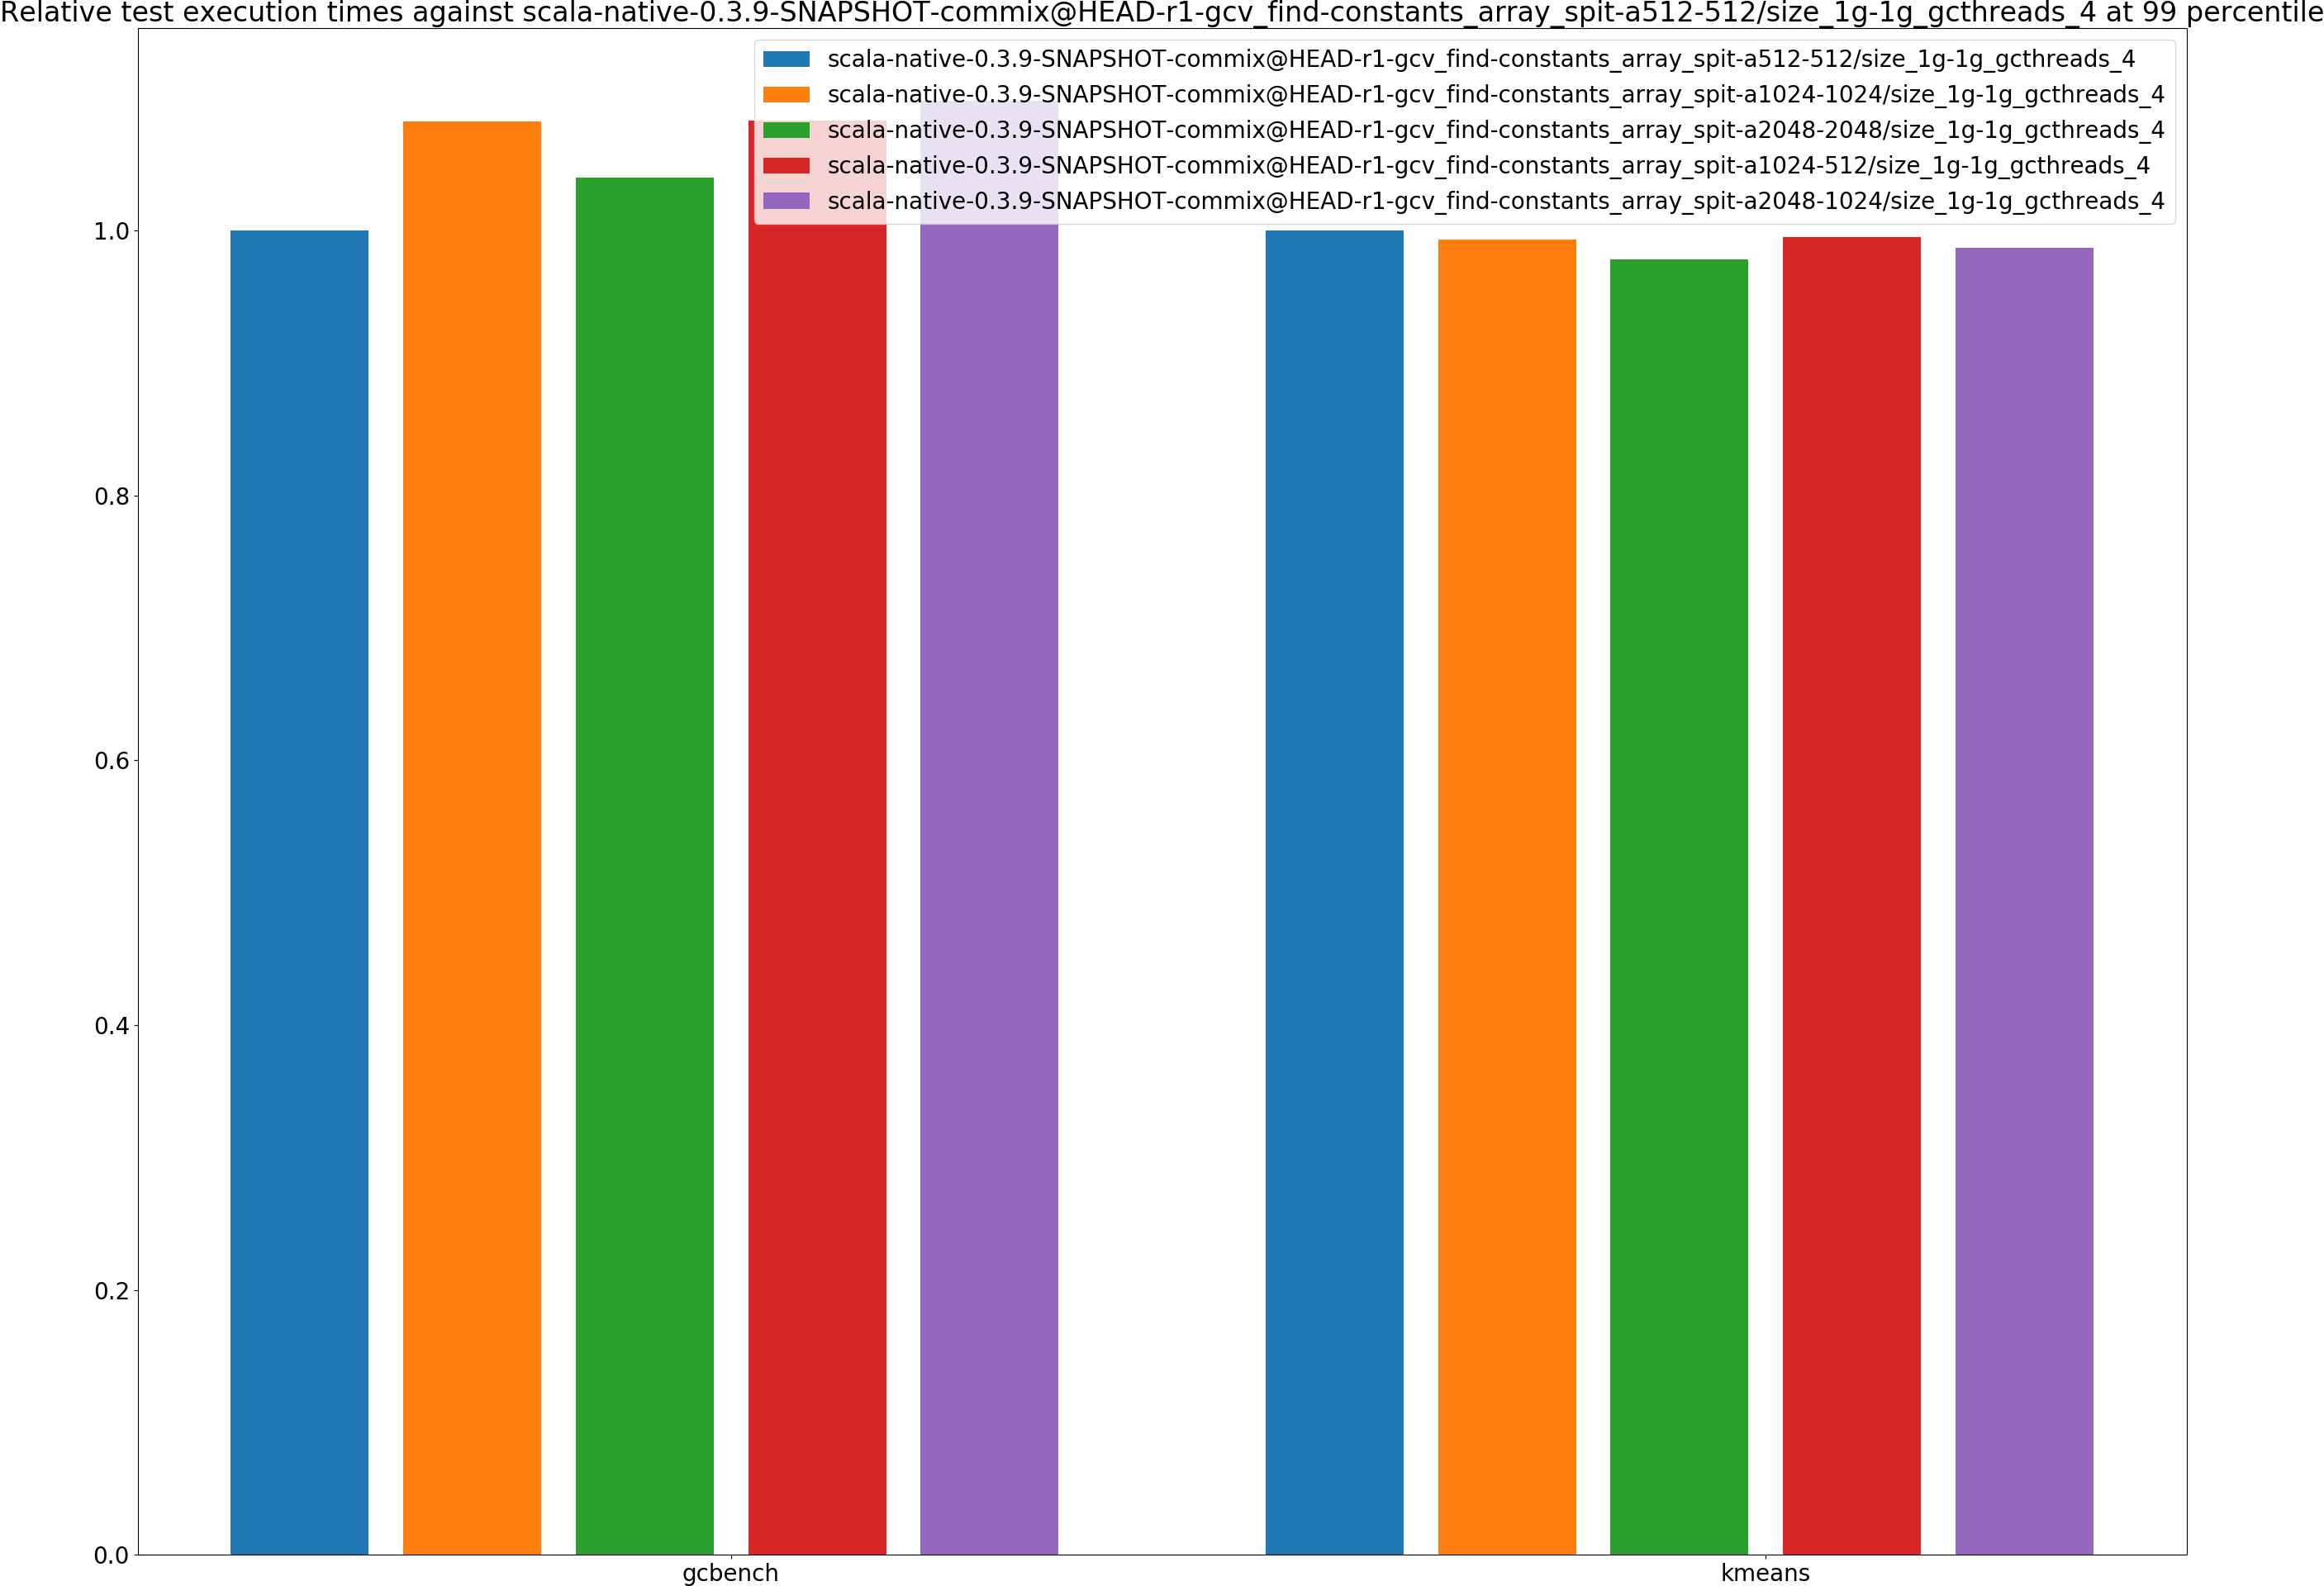 Relative test execution times against scala-native-0.3.9-SNAPSHOT-commix@HEAD-r1-gcv_find-constants_array_spit-a512-512/size_1g-1g_gcthreads_4 at 99 percentile
scala-native-0.3.9-SNAPSHOT-commix@HEAD-r1-gcv_find-constants_array_spit-a512-512/size_1g-1g_gcthreads_4
scala-native-0.3.9-SNAPSHOT-commix@HEAD-r1-gcv_find-constants_array_spit-a1024-1024/size_1g-1g_gcthreads_4
scala-native-0.3.9-SNAPSHOT-commix@HEAD-r1-gcv_find-constants_array_spit-a2048-2048/size_1g-1g_gcthreads_4
scala-native-0.3.9-SNAPSHOT-commix@HEAD-r1-gcv_find-constants_array_spit-a1024-512/size_1g-1g_gcthreads_4
scala-native-0.3.9-SNAPSHOT-commix@HEAD-r1-gcv_find-constants_array_spit-a2048-1024/size_1g-1g_gcthreads_4
1.0
0.8
0.6
0.4
0.2
0.0
gcbench
kmeans